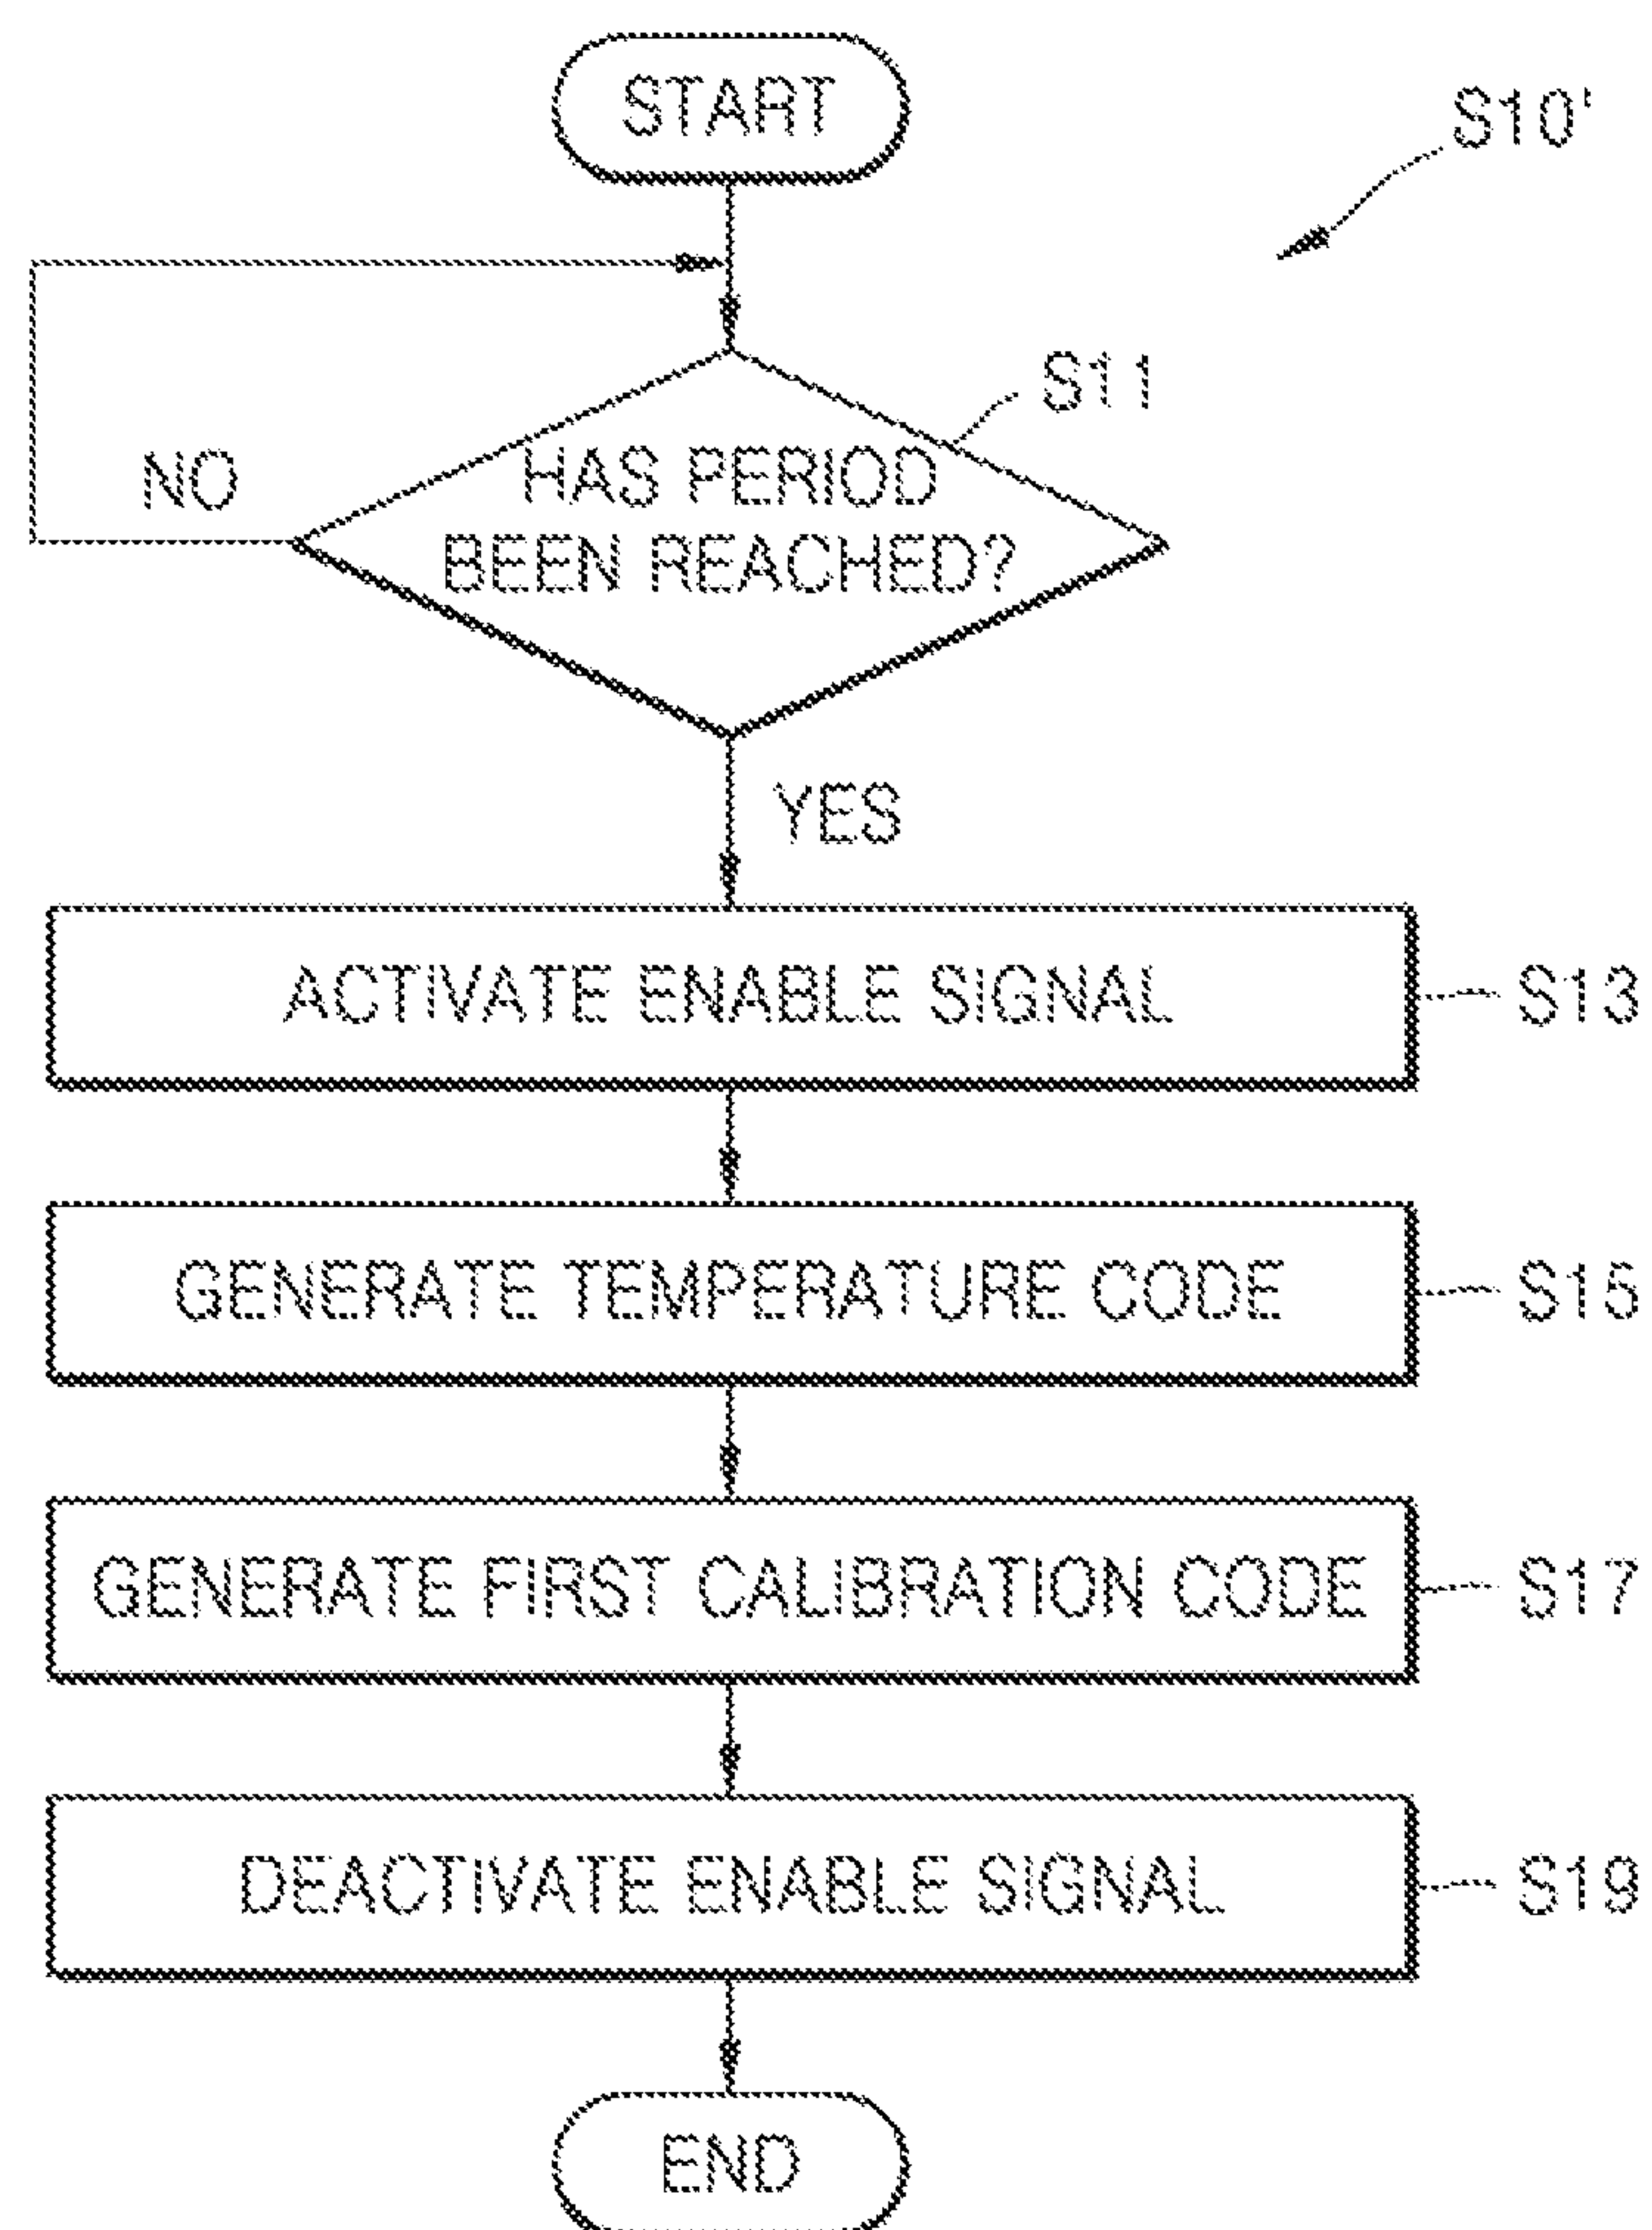 START
S10'
S11
HAS PERIOD
BEEN REACHED?
NO
YES
ACTIVATE ENABLE SIGNAL
S13
GENERATE TEMPERATURE CODE
S15
GENERATE FIRST CALIBRATION CODE
S17
DEACTIVATE ENABLE SIGNAL
S19
END